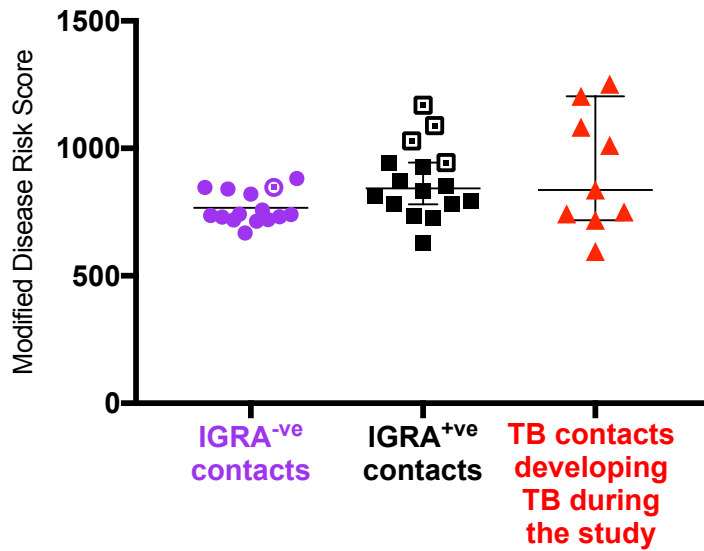 Modified Disease Risk Score
1500
1000
500
0
IGRA-ve
contacts
IGRA+ve
contacts
TB contacts
developing
TB during
the study